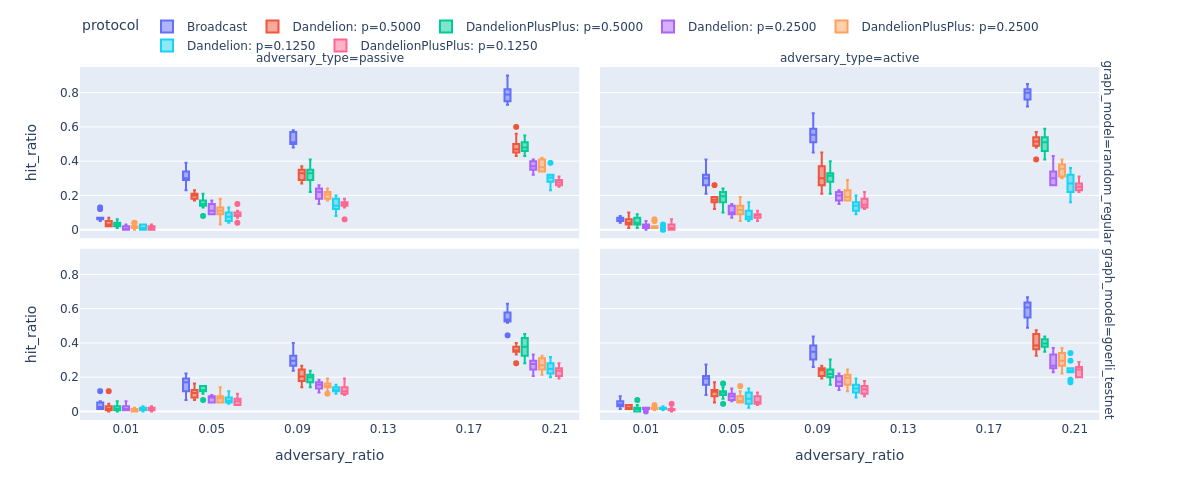 protocol
Broadcast
Dandelion: p=0.5000
DandelionPlusPlus: p=0.5000
Dandelion: p=0.2500
DandelionPlusPlus: p=0.2500
Dandelion: p=0.1250
DandelionPlusPlus: p=0.1250
adversary_type=passive
adversary_type=active
hit_ratio
0.8
0.6
0.4
0.2
0
graph_model=random_regular
hit_ratio
0.8
0.6
0.4
0.2
0
graph_model=goerli_testnet
0.01
0.05
0.09
0.13
0.17
0.21
0.01
0.05
0.09
0.13
0.17
0.21
adversary_ratio
adversary_ratio